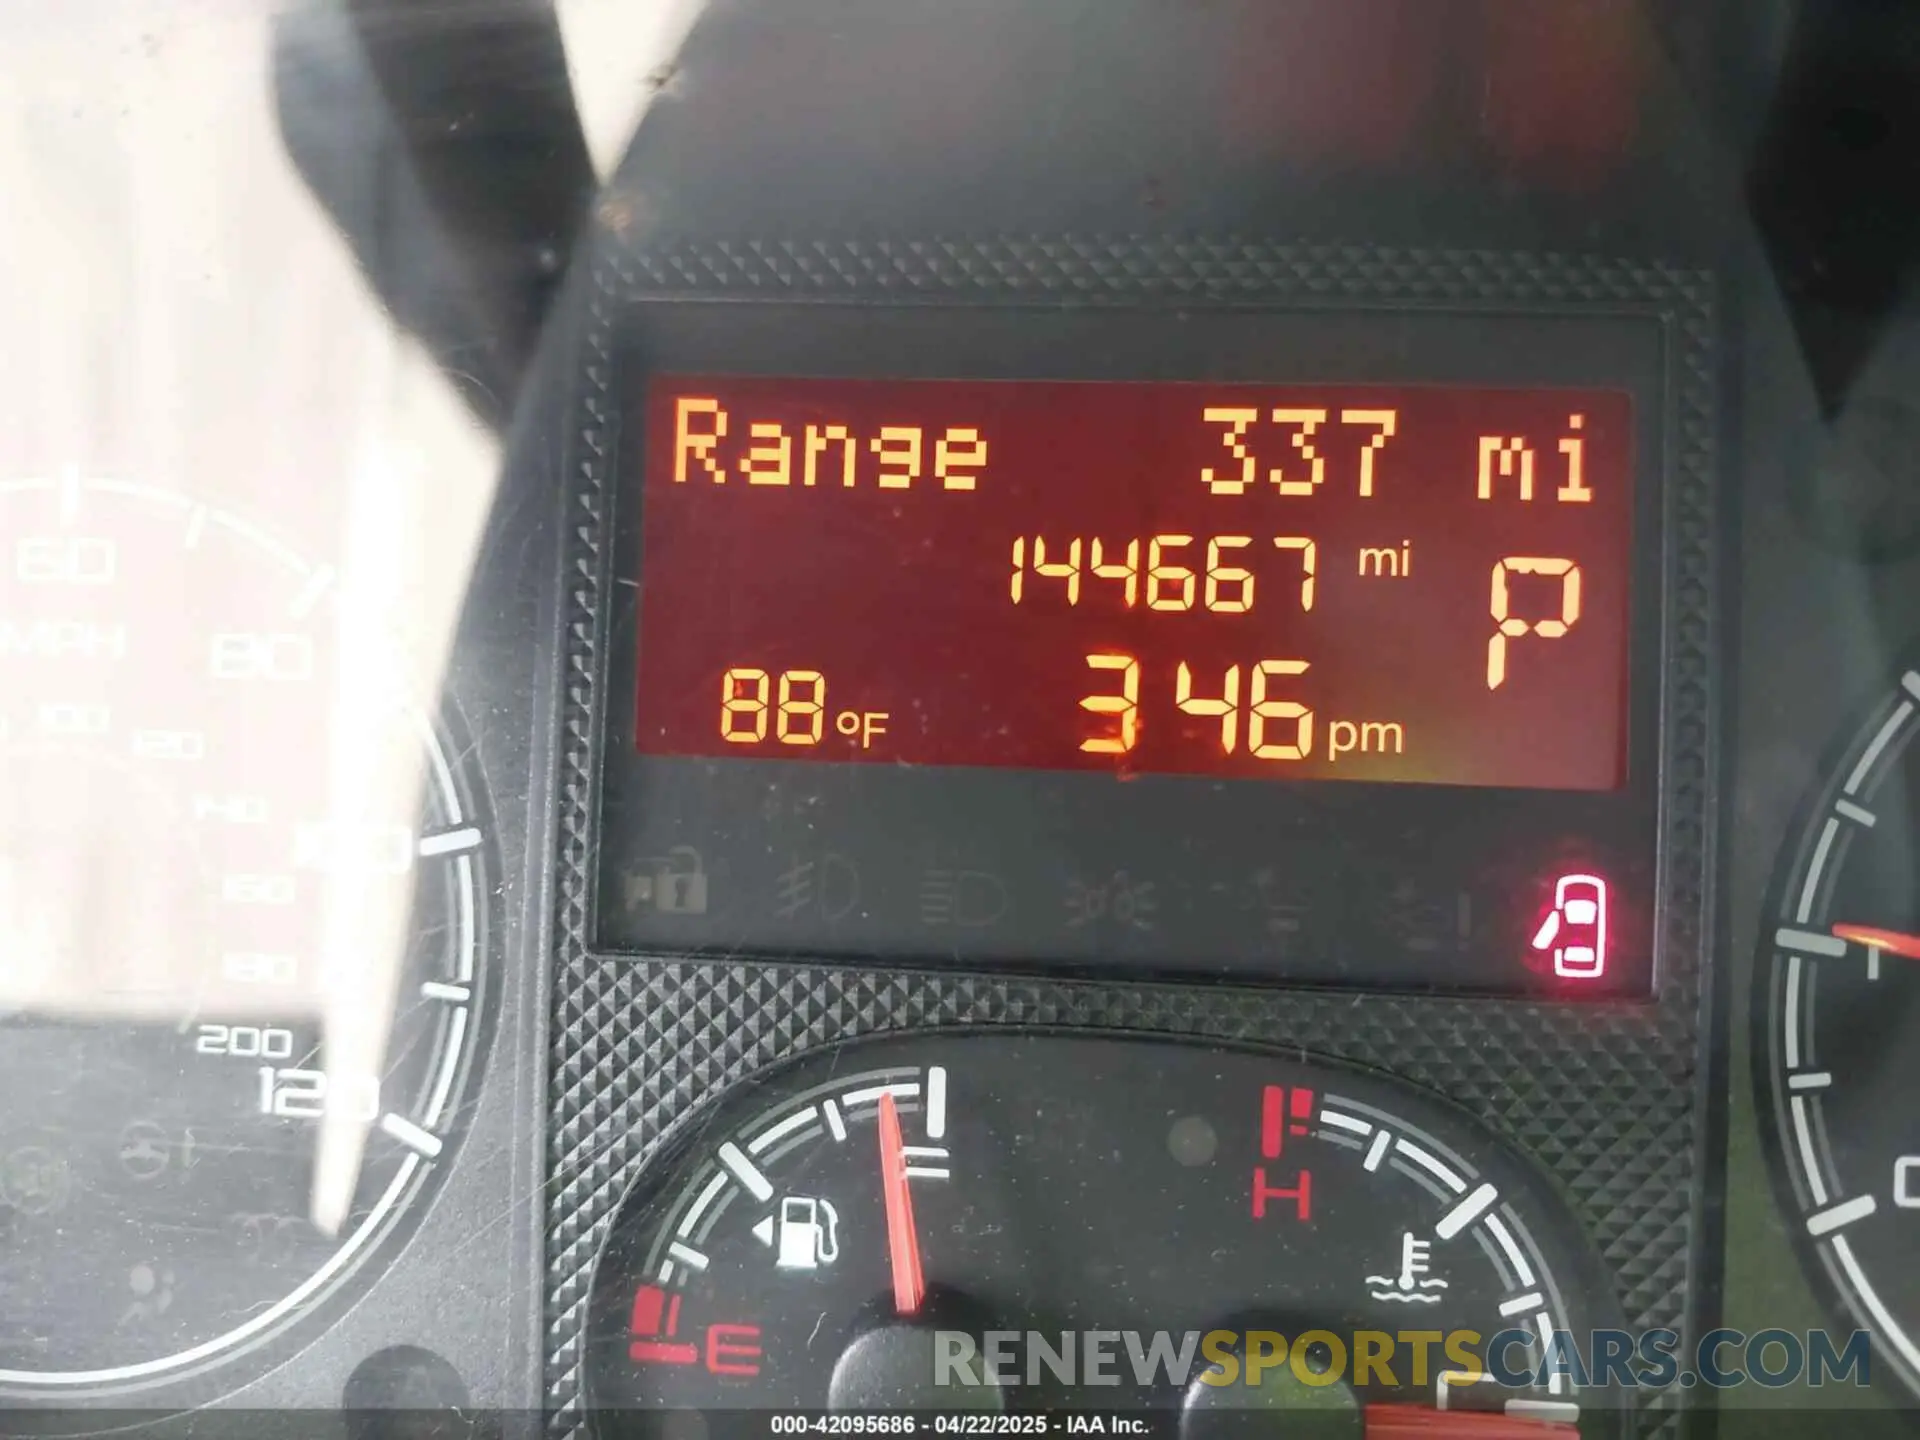 Range 337 mi
144667 mi
P
88 °F 3 46 pm
60
MPH
80
100
120
140
160
180
200
120
F
H
E
RENEWSPORTSCARS.COM
000-42095686 - 04/22/2025 - IAA Inc.